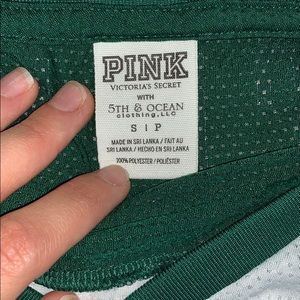 PINK
VICTORIA'S SECRET
WITH
5TH & OCEAN
clothing, LLC
S | P
MADE IN SRI LANKA / FAIT AU
SRI LANKA / HECHO EN SRI LANKA
100% POLYESTER / POLIÉSTER